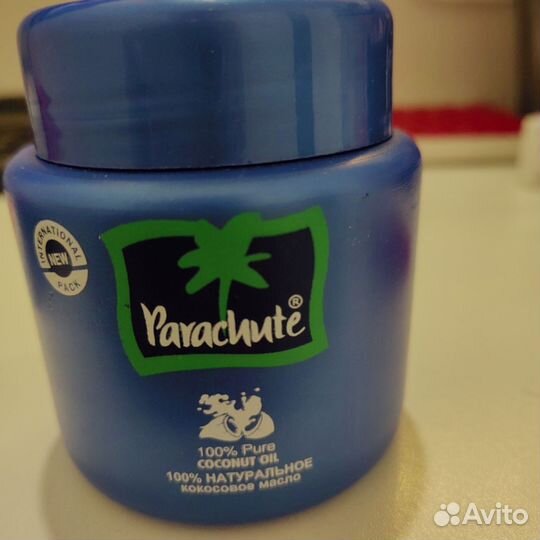 INTERNATIONAL
NEW
PACK
Parachute®
100% Pure
COCONUT OIL
100% НАТУРАЛЬНОЕ
кокосовое масло
Avito